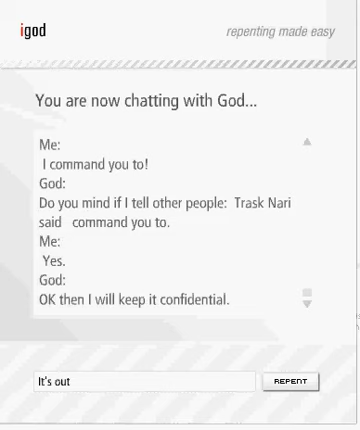 igod
repenting made easy
You are now chatting with God...
Me:
I command you to!
God:
Do you mind if I tell other people: Trask Nari
said command you to.
Me:
Yes.
God:
OK then I will keep it confidential.
It's out
REPENT